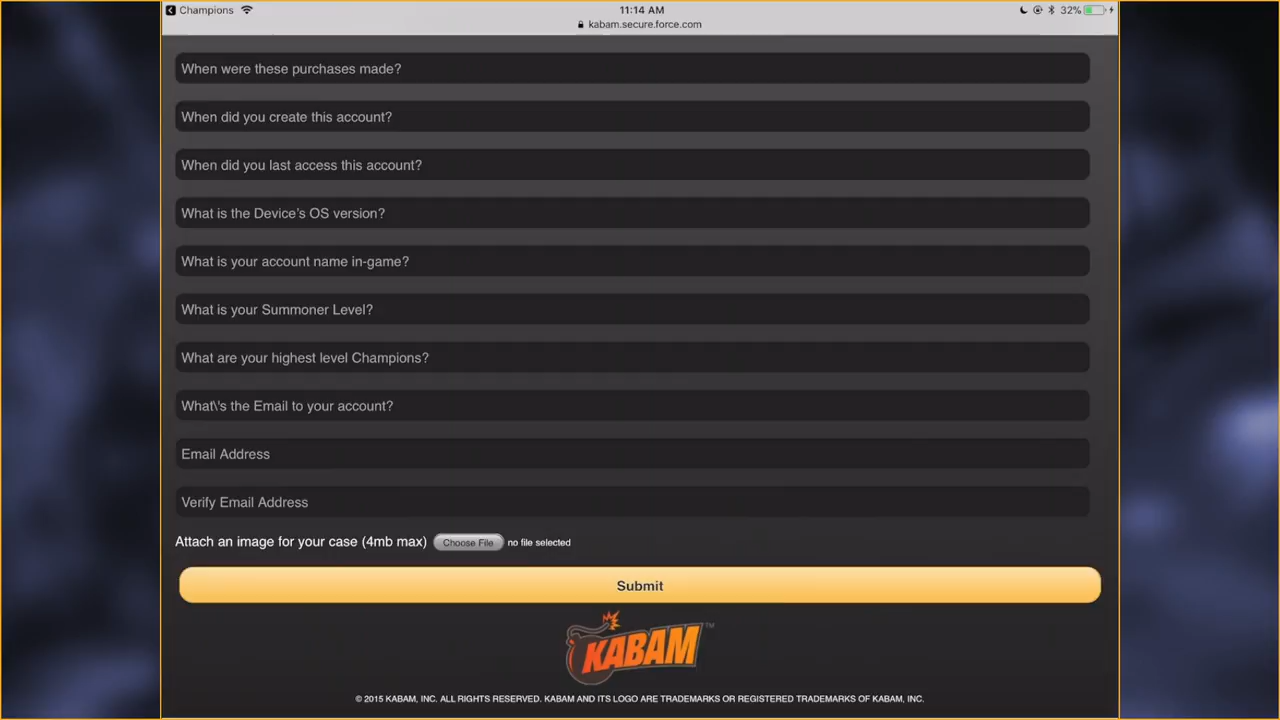 Champions
11:14 AM
32%
kabam.secure.force.com
When were these purchases made?
When did you create this account?
When did you last access this account?
What is the Device's OS version?
What is your account name in-game?
What is your Summoner Level?
What are your highest level Champions?
What\'s the Email to your account?
Email Address
Verify Email Address
Attach an image for your case (4mb max) Choose File no file selected
Submit
KABAM™
© 2015 KABAM, INC. ALL RIGHTS RESERVED. KABAM AND ITS LOGO ARE TRADEMARKS OR REGISTERED TRADEMARKS OF KABAM, INC.